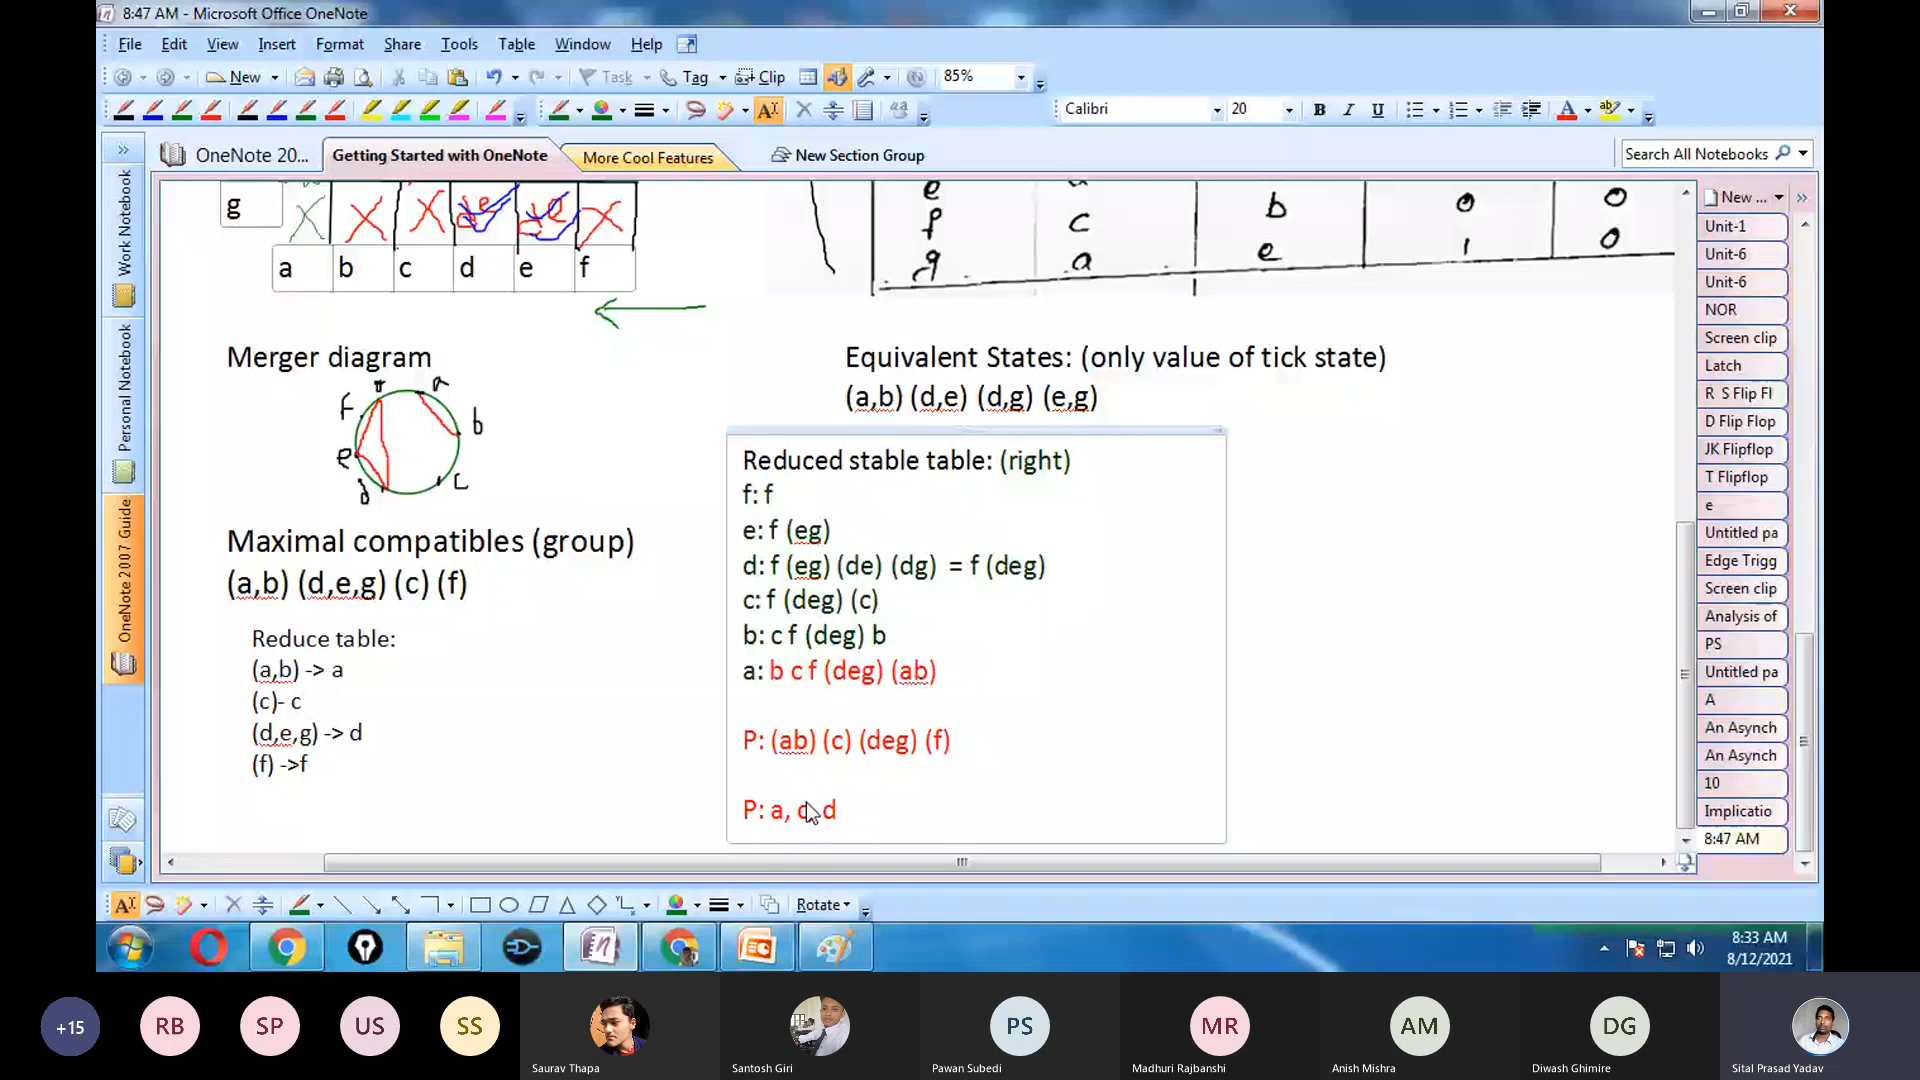 8:47 AM - Microsoft Office OneNote
File Edit View Insert Format Share Tools Table Window Help
New Task Tag Clip 85%
Calibri 20 B I U A ab
OneNote 20... Getting Started with OneNote More Cool Features New Section Group Search All Notebooks
Work Notebook
Personal Notebook
OneNote 2007 Guide
g X X X de de X
a b c d e f
e
b 0 0
f c
g a e 1 0
Merger diagram
a
f
b
e
d c
Maximal compatibles (group)
(a,b) (d,e,g) (c) (f)
Reduce table:
(a,b) -> a
(c)- c
(d,e,g) -> d
(f) ->f
Equivalent States: (only value of tick state)
(a,b) (d,e) (d,g) (e,g)
Reduced stable table: (right)
f: f
e: f (eg)
d: f (eg) (de) (dg) = f (deg)
c: f (deg) (c)
b: c f (deg) b
a: b c f (deg) (ab)
P: (ab) (c) (deg) (f)
P: a, c d
New ...
Unit-1
Unit-6
Unit-6
NOR
Screen clip
Latch
R S Flip Fl
D Flip Flop
JK Flipflop
T Flipflop
e
Untitled pa
Edge Trigg
Screen clip
Analysis of
PS
Untitled pa
A
An Asynch
An Asynch
10
Implicatio
8:47 AM
Rotate
8:33 AM
8/12/2021
+15 RB SP US SS PS MR AM DG
Saurav Thapa Santosh Giri Pawan Subedi Madhuri Rajbanshi Anish Mishra Diwash Ghimire Sital Prasad Yadav